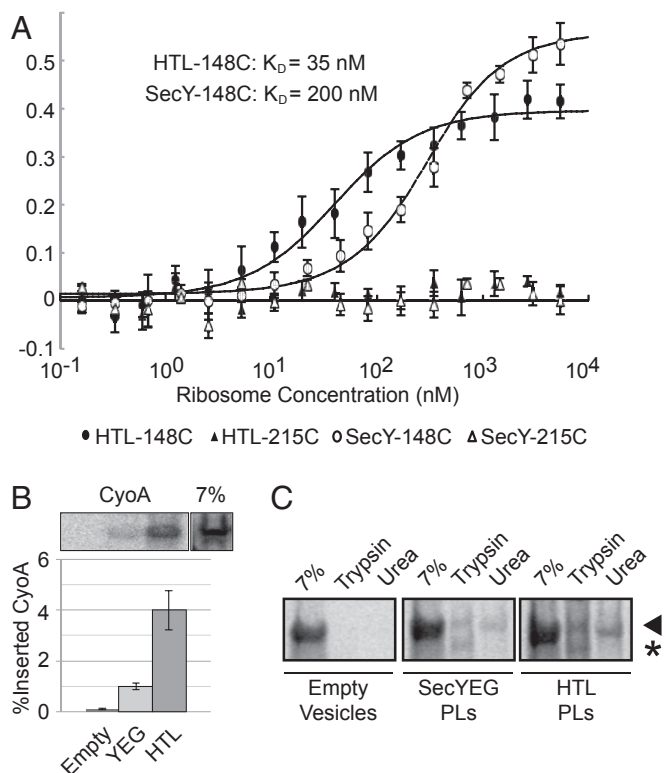 A
HTL-148C: K_D = 35 nM
SecY-148C: K_D = 200 nM
0.5
0.4
0.3
0.2
0.1
0
-0.1
10^-1 10^0 10^1 10^2 10^3 10^4
Ribosome Concentration (nM)
● HTL-148C ▲ HTL-215C ○ SecY-148C △ SecY-215C
B
CyoA 7%
%Inserted CyoA
6
4
2
0
Empty YEG HTL
C
7% Trypsin Urea 7% Trypsin Urea 7% Trypsin Urea
*
Empty Vesicles
SecYEG PLs
HTL PLs